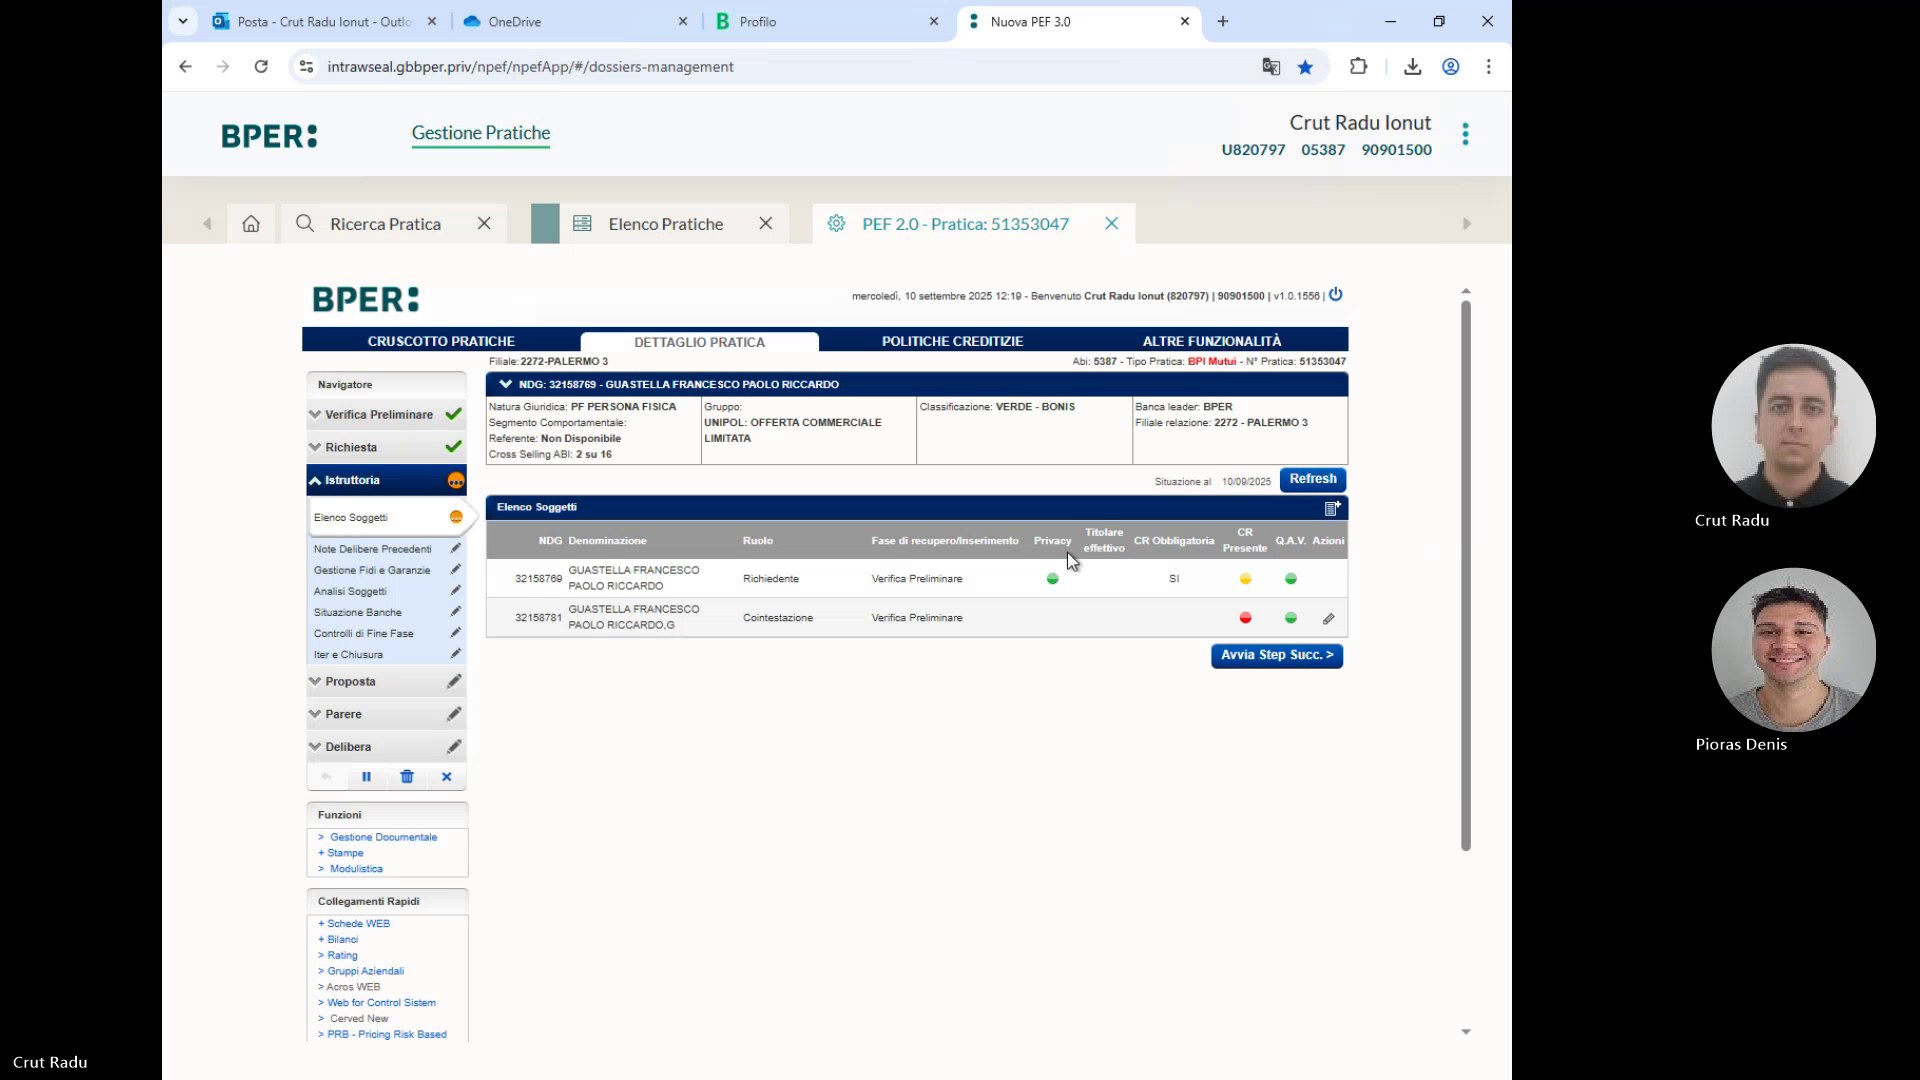 Posta - Crut Radu Ionut - Outlo
OneDrive
Profilo
Nuova PEF 3.0
intrawseal.gbbper.priv/npef/npefApp/#/dossiers-management
BPER:
Gestione Pratiche
Crut Radu Ionut
U820797 05387 90901500
Ricerca Pratica
Elenco Pratiche
PEF 2.0 - Pratica: 51353047
BPER:
mercoledì, 10 settembre 2025 12:19 - Benvenuto Crut Radu Ionut (820797) | 90901500 | v1.0.1556 |
CRUSCOTTO PRATICHE
DETTAGLIO PRATICA
POLITICHE CREDITIZIE
ALTRE FUNZIONALITÀ
Filiale: 2272-PALERMO 3
Abi: 5387 - Tipo Pratica: BPI Mutui - N° Pratica: 51353047
Navigatore
Verifica Preliminare
Richiesta
Istruttoria
Elenco Soggetti
Note Delibere Precedenti
Gestione Fidi e Garanzie
Analisi Soggetti
Situazione Banche
Controlli di Fine Fase
Iter e Chiusura
Proposta
Parere
Delibera
Funzioni
> Gestione Documentale
+ Stampe
> Modulistica
Collegamenti Rapidi
+ Schede WEB
+ Bilanci
> Rating
> Gruppi Aziendali
> Acros WEB
> Web for Control Sistem
> Cerved New
> PRB - Pricing Risk Based
NDG: 32158769 - GUASTELLA FRANCESCO PAOLO RICCARDO
Natura Giuridica: PF PERSONA FISICA
Segmento Comportamentale:
Referente: Non Disponibile
Cross Selling ABI: 2 su 16
Gruppo:
UNIPOL: OFFERTA COMMERCIALE
LIMITATA
Classificazione: VERDE - BONIS
Banca leader: BPER
Filiale relazione: 2272 - PALERMO 3
Situazione al 10/09/2025
Refresh
Elenco Soggetti
NDG Denominazione Ruolo Fase di recupero/Inserimento Privacy Titolare effettivo CR Obbligatoria CR Presente Q.A.V. Azioni
32158769 GUASTELLA FRANCESCO PAOLO RICCARDO Richiedente Verifica Preliminare SI
32158781 GUASTELLA FRANCESCO PAOLO RICCARDO,G Cointestazione Verifica Preliminare
Avvia Step Succ. >
Crut Radu
Pioras Denis
Crut Radu